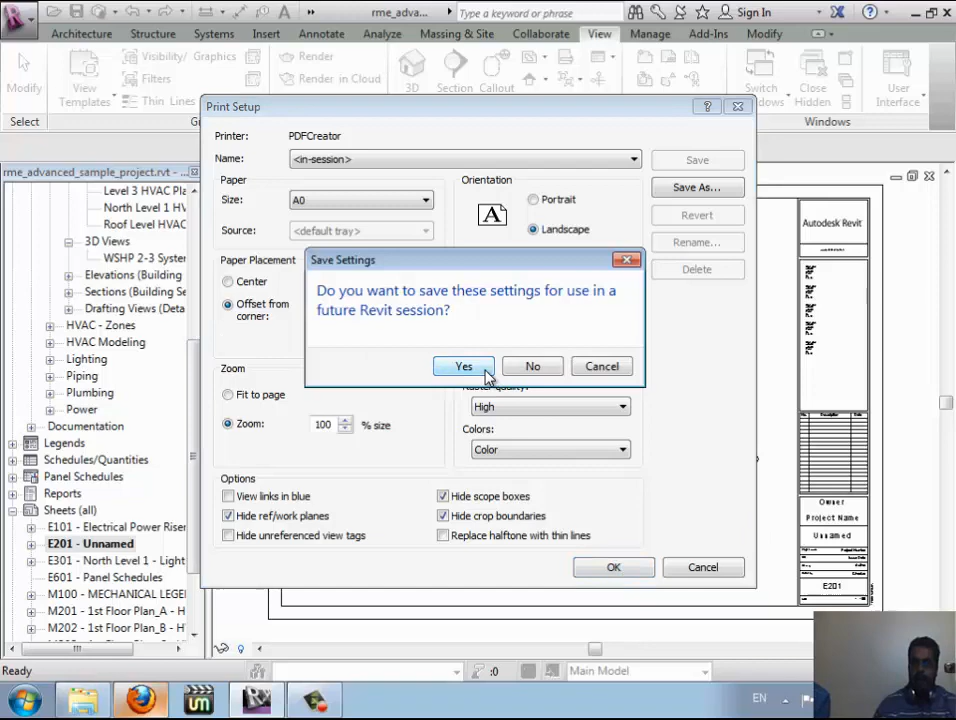 rme_adva...
Type a keyword or phrase
Sign In
Architecture
Structure
Systems
Insert
Annotate
Analyze
Massing & Site
Collaborate
View
Manage
Add-Ins
Modify
Modify
View
Templates
Visibility/ Graphics
Filters
Thin Lines
Render
Render in Cloud
3D
Section
Callout
Switch
Windows
Close
Hidden
User
Interface
Select
Windows
Print Setup
Printer:
PDFCreator
Name:
<in-session>
Save
Paper
Orientation
Save As...
Size:
A0
A
Portrait
Revert
Source:
<default tray>
Landscape
Rename...
Delete
Paper Placement
Center
Offset from
corner:
Save Settings
Do you want to save these settings for use in a
future Revit session?
Yes
No
Cancel
Zoom
Fit to page
Zoom:
100
% size
High
Colors:
Color
Options
View links in blue
Hide scope boxes
Hide ref/work planes
Hide crop boundaries
Hide unreferenced view tags
Replace halftone with thin lines
OK
Cancel
rme_advanced_sample_project.rvt - ...
Level 3 HVAC Pla
North Level 1 HV
Roof Level HVAC
3D Views
WSHP 2-3 System
Elevations (Building
Sections (Building S
Drafting Views (Deta
HVAC - Zones
HVAC Modeling
Lighting
Piping
Plumbing
Power
Documentation
Legends
Schedules/Quantities
Panel Schedules
Reports
Sheets (all)
E101 - Electrical Power Riser
E201 - Unnamed
E301 - North Level 1 - Light
E601 - Panel Schedules
M100 - MECHANICAL LEGE
M201 - 1st Floor Plan_A - H
M202 - 1st Floor Plan_B - H
Autodesk Revit
Owner
Project Name
Unnamed
E201
Ready
:0
Main Model
EN